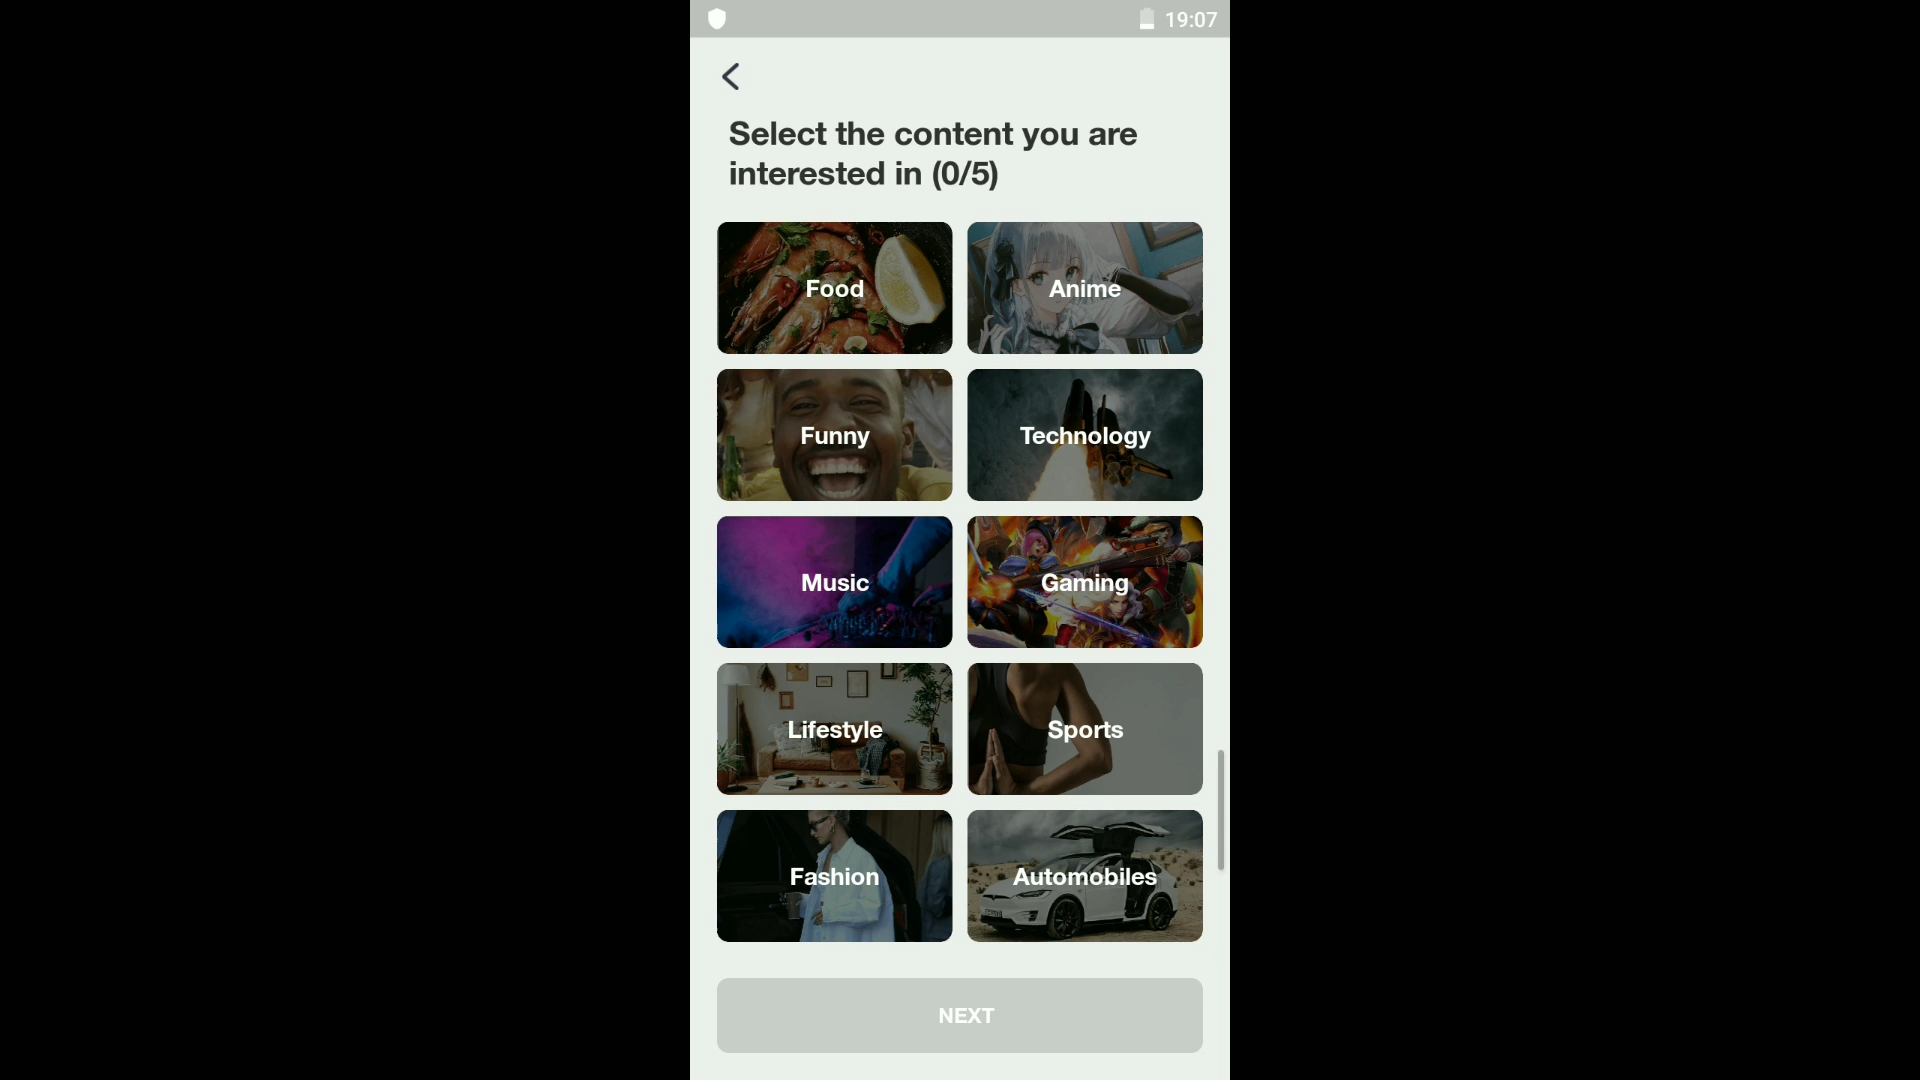 19:07
Select the content you are
interested in (0/5)
Food
Anime
Funny
Technology
Music
Gaming
Lifestyle
Sports
Fashion
Automobiles
NEXT